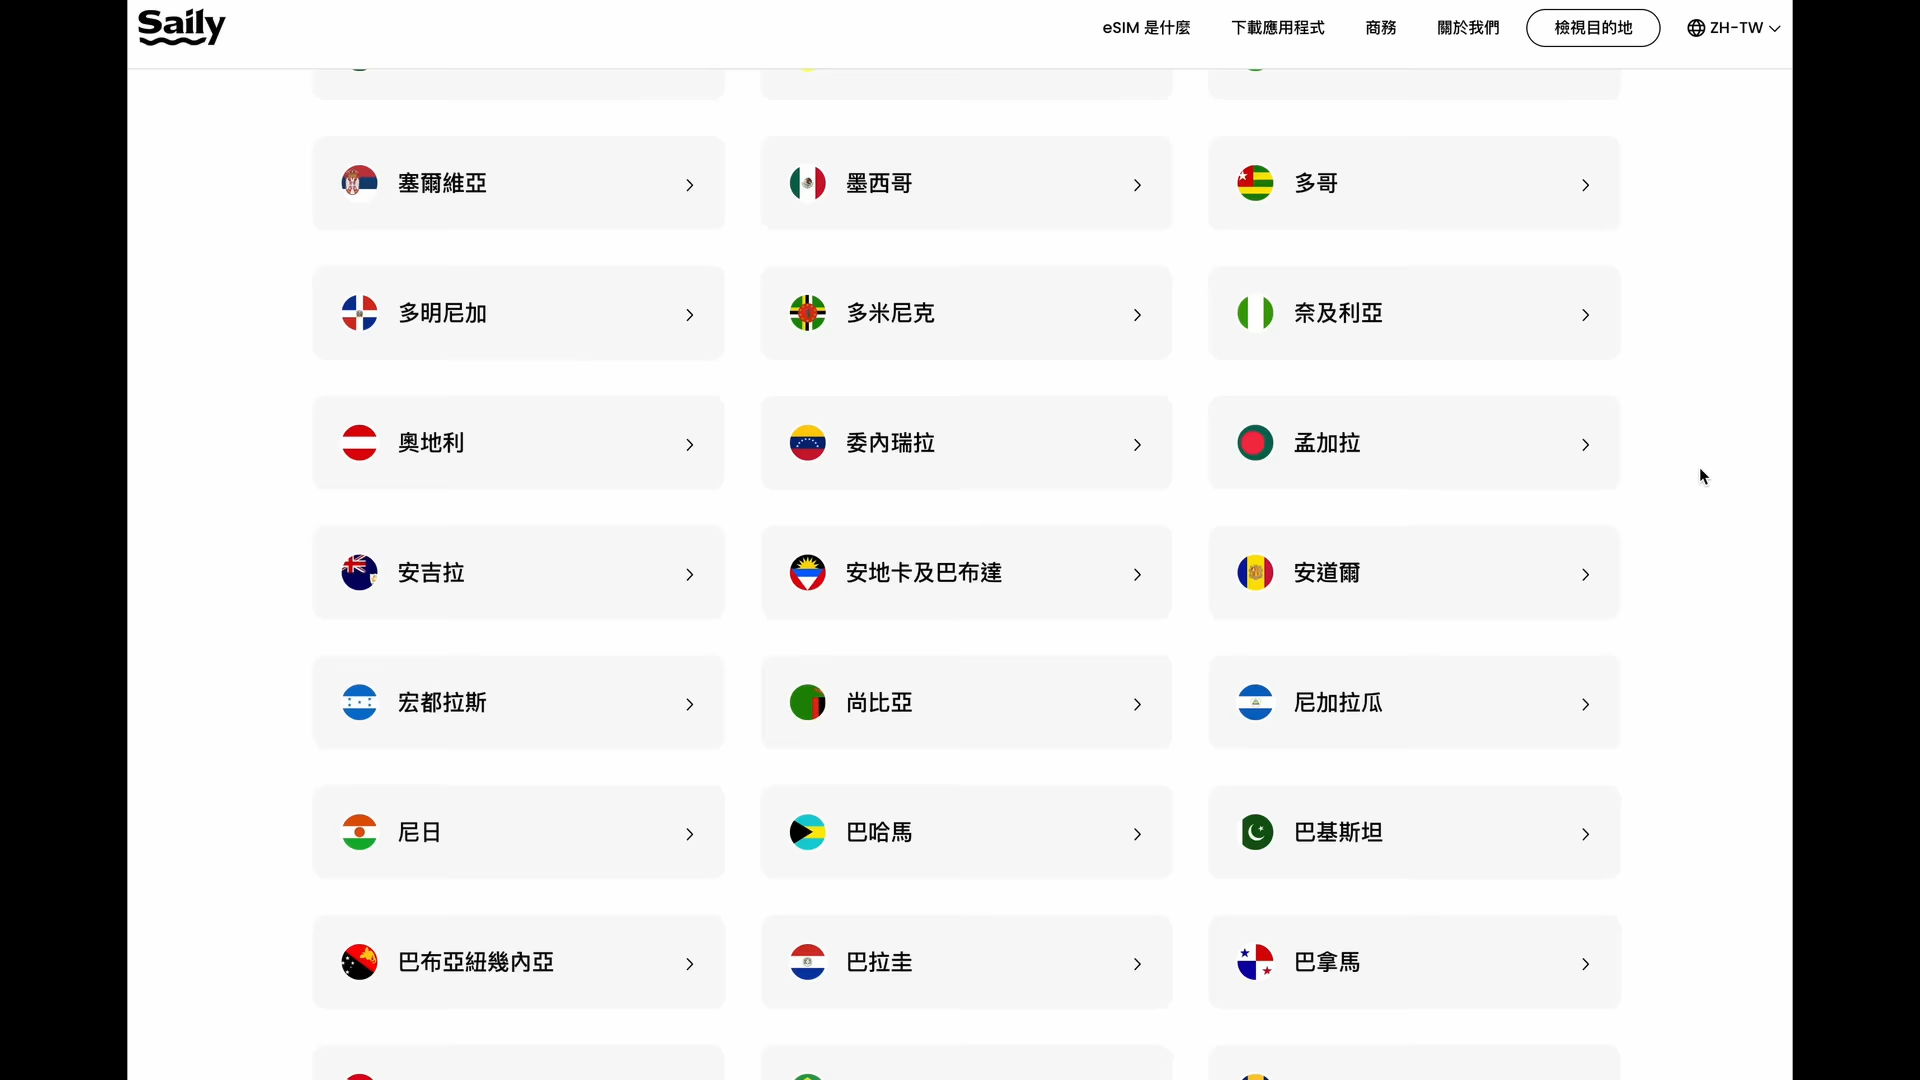 Saily
eSIM 是什麼
下載應用程式
商務
關於我們
檢視目的地
ZH-TW
塞爾維亞
墨西哥
多哥
多明尼加
多米尼克
奈及利亞
奧地利
委內瑞拉
孟加拉
安吉拉
安地卡及巴布達
安道爾
宏都拉斯
尚比亞
尼加拉瓜
尼日
巴哈馬
巴基斯坦
巴布亞紐幾內亞
巴拉圭
巴拿馬